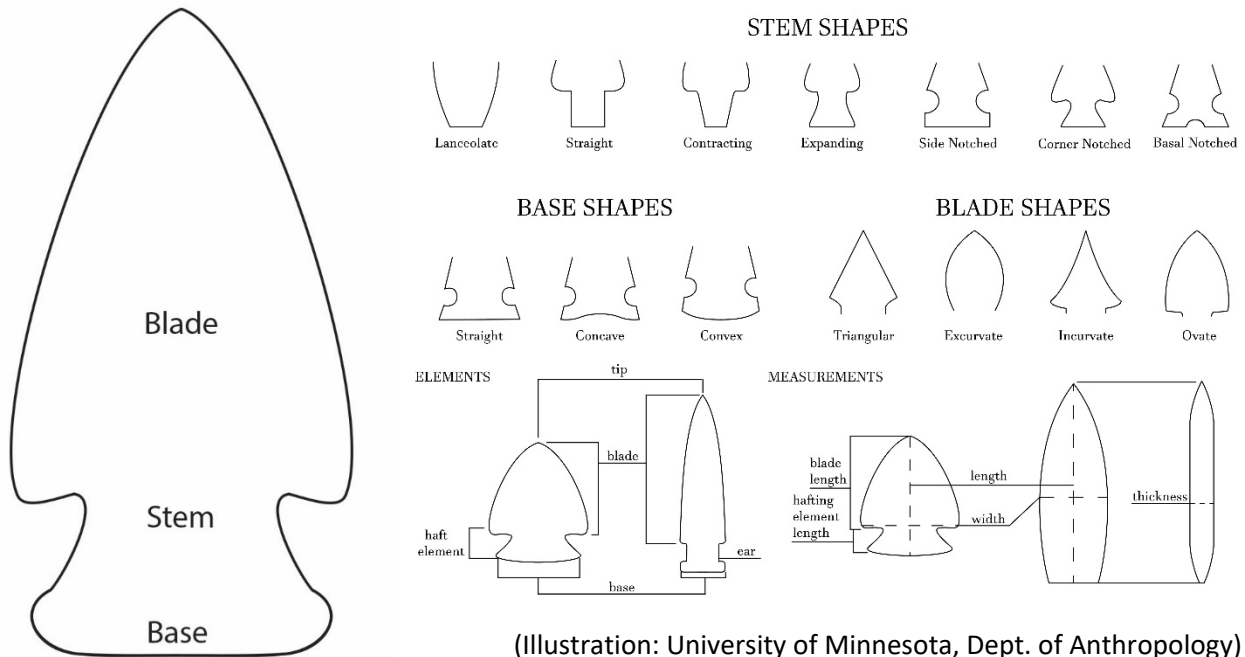 Blade
Stem
Base
STEM SHAPES
Lanceolate
Straight
Contracting
Expanding
Side Notched
Corner Notched
Basal Notched
BASE SHAPES
Straight
Concave
Convex
BLADE SHAPES
Triangular
Excurvate
Incurvate
Ovate
ELEMENTS
tip
blade
haft
element
ear
base
MEASUREMENTS
blade
length
hafting
element
length
length
width
thickness
(Illustration: University of Minnesota, Dept. of Anthropology)